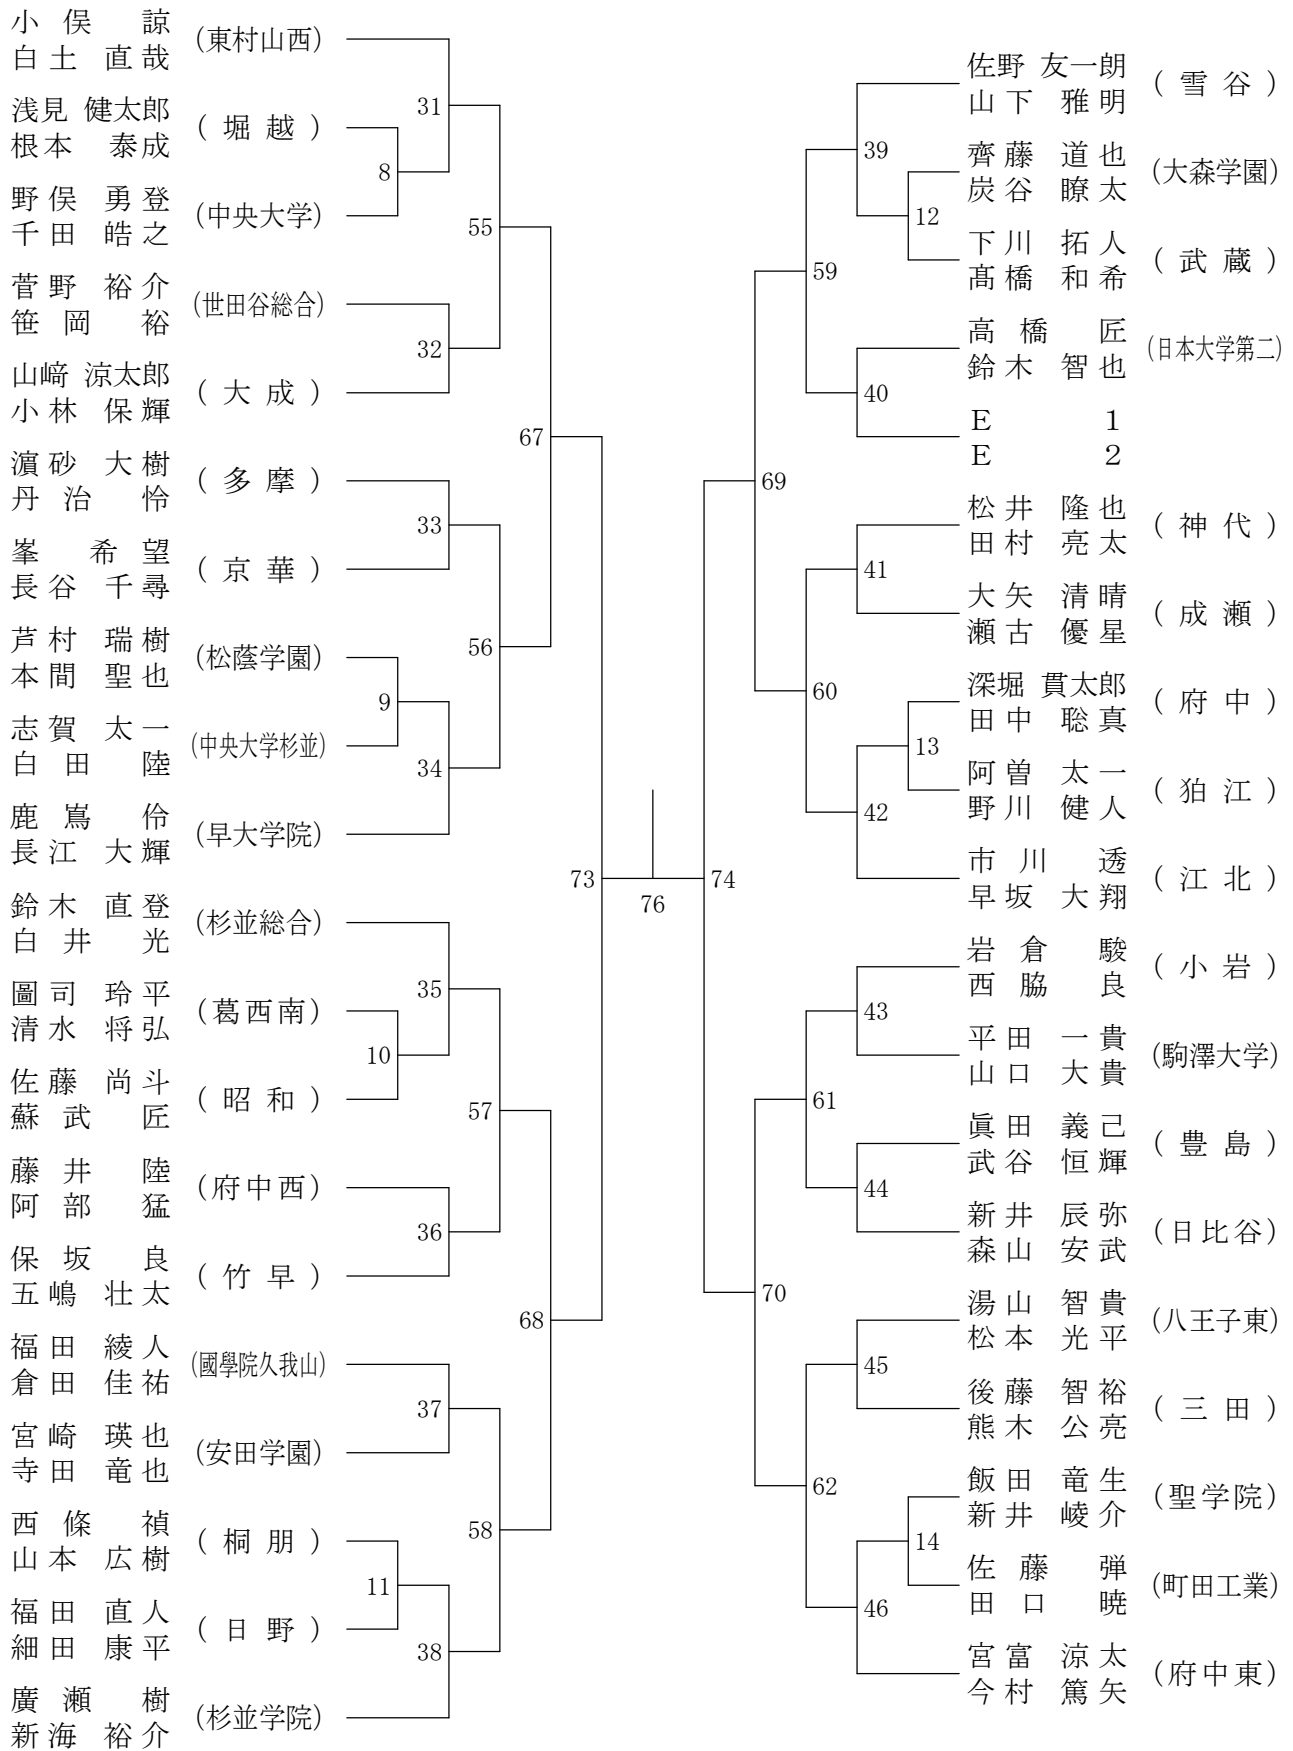 小俣 諒
白土 直哉
(東村山西)
浅見 健太郎
根本 泰成
(堀越)
野俣 勇登
千田 皓之
(中央大学)
菅野 裕介
笹岡 裕
(世田谷総合)
山﨑 涼太郎
小林 保輝
(大成)
濵砂 大樹
丹治 怜
(多摩)
峯 希望
長谷 千尋
(京華)
芦村 瑞樹
本間 聖也
(松蔭学園)
志賀 太一
白田 陸
(中央大学杉並)
鹿嶌 伶
長江 大輝
(早大学院)
鈴木 直登
白井 光
(杉並総合)
圖司 玲平
清水 将弘
(葛西南)
佐藤 尚斗
蘇武 匠
(昭和)
藤井 陸
阿部 猛
(府中西)
保坂 良
五嶋 壮太
(竹早)
福田 綾人
倉田 佳祐
(國學院久我山)
宮崎 瑛也
寺田 竜也
(安田学園)
西條 禎
山本 広樹
(桐朋)
福田 直人
細田 康平
(日野)
廣瀬 樹
新海 裕介
(杉並学院)
31
8
55
32
67
33
56
9
34
73
35
10
57
36
68
37
58
11
38
76
74
39
12
59
40
69
41
60
13
42
43
61
44
70
45
62
14
46
佐野 友一朗
山下 雅明
(雪谷)
齊藤 道也
炭谷 瞭太
(大森学園)
下川 拓人
髙橋 和希
(武蔵)
高橋 匠
鈴木 智也
(日本大学第二)
E 1
E 2
松井 隆也
田村 亮太
(神代)
大矢 清晴
瀬古 優星
(成瀬)
深堀 貫太郎
田中 聡真
(府中)
阿曽 太一
野川 健人
(狛江)
市川 透
早坂 大翔
(江北)
岩倉 駿
西脇 良
(小岩)
平田 一貴
山口 大貴
(駒澤大学)
眞田 義己
武谷 恒輝
(豊島)
新井 辰弥
森山 安武
(日比谷)
湯山 智貴
松本 光平
(八王子東)
後藤 智裕
熊木 公亮
(三田)
飯田 竜生
新井 崚介
(聖学院)
佐藤 弾
田口 暁
(町田工業)
宮富 涼太
今村 篤矢
(府中東)